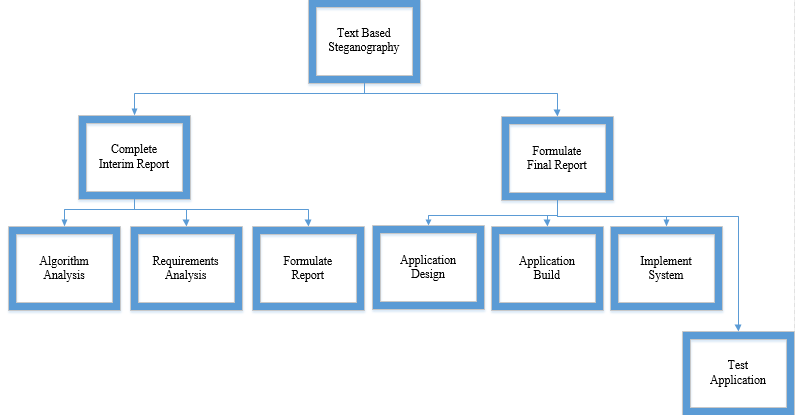 Text Based
Steganography
Complete
Interim Report
Formulate
Final Report
Algorithm
Analysis
Requirements
Analysis
Formulate
Report
Application
Design
Application
Build
Implement
System
Test
Application